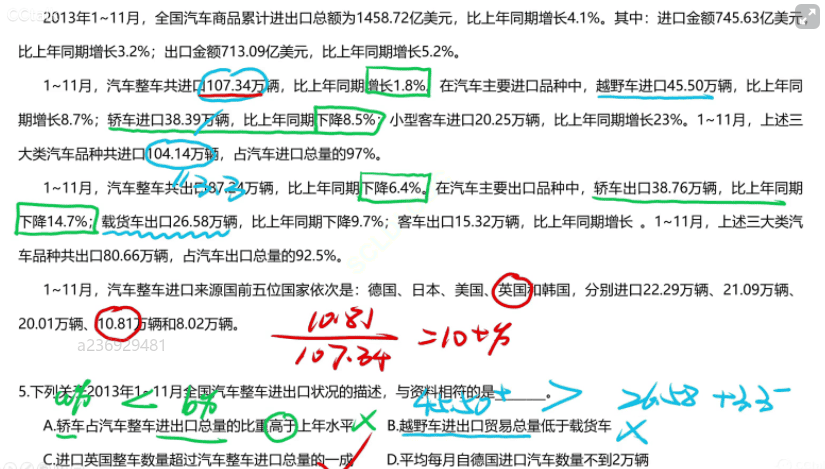 2013年1~11月，全国汽车商品累计进出口总额为1458.72亿美元，比上年同期增长4.1%。其中：进口金额745.63亿美元，
比上年同期增长3.2%；出口金额713.09亿美元，比上年同期增长5.2%。
1~11月，汽车整车共进口107.34万辆，比上年同期增长1.8%。在汽车主要进口品种中，越野车进口45.50万辆，比上年同
期增长8.7%；轿车进口38.39万辆，比上年同期下降8.5%；小型客车进口20.25万辆，比上年同期增长23%。1~11月，上述三
大类汽车品种共进口104.14万辆，占汽车进口总量的97%。
3.3
1~11月，汽车整车共出口87.24万辆，比上年同期下降6.4%。在汽车主要出口品种中，轿车出口38.76万辆，比上年同期
下降14.7%；载货车出口26.58万辆，比上年同期下降9.7%；客车出口15.32万辆，比上年同期增长 。1~11月，上述三大类汽
车品种共出口80.66万辆，占汽车出口总量的92.5%。
1~11月，汽车整车进口来源国前五位国家依次是：德国、日本、美国、英国和韩国，分别进口22.29万辆、21.09万辆、
20.01万辆、10.81万辆和8.02万辆。
10.81
107.34
=10+%
a236929481
5.下列关于2013年1~11月全国汽车整车进出口状况的描述，与资料相符的是______。
<
45.50+ > 26.58 +3.3-
A.轿车占汽车整车进出口总量的比重高于上年水平 × B.越野车进出口贸易总量低于载货车 ×
C.进口英国整车数量超过汽车整车进口总量的一成 D.平均每月自德国进口汽车数量不到2万辆